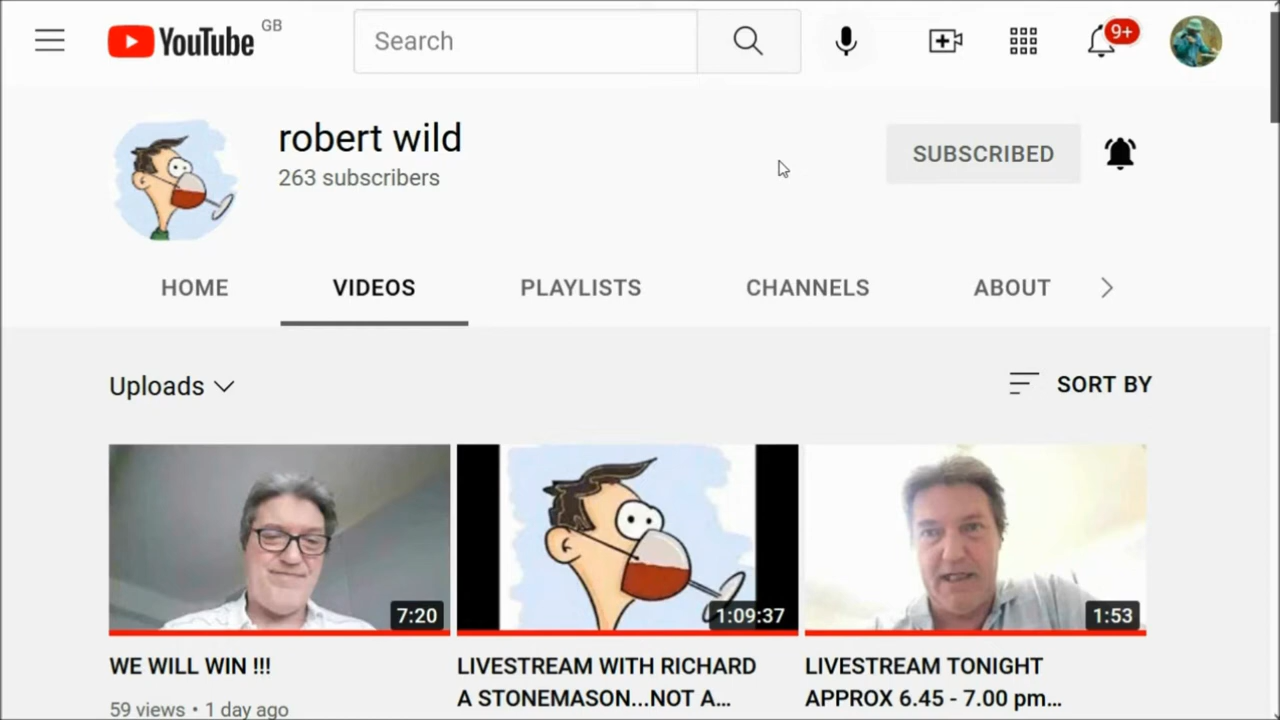 YouTube GB
Search
9+
robert wild
263 subscribers
SUBSCRIBED
HOME
VIDEOS
PLAYLISTS
CHANNELS
ABOUT
Uploads
SORT BY
7:20
1:09:37
1:53
WE WILL WIN !!!
59 views • 1 day ago
LIVESTREAM WITH RICHARD
A STONEMASON...NOT A...
LIVESTREAM TONIGHT
APPROX 6.45 - 7.00 pm...